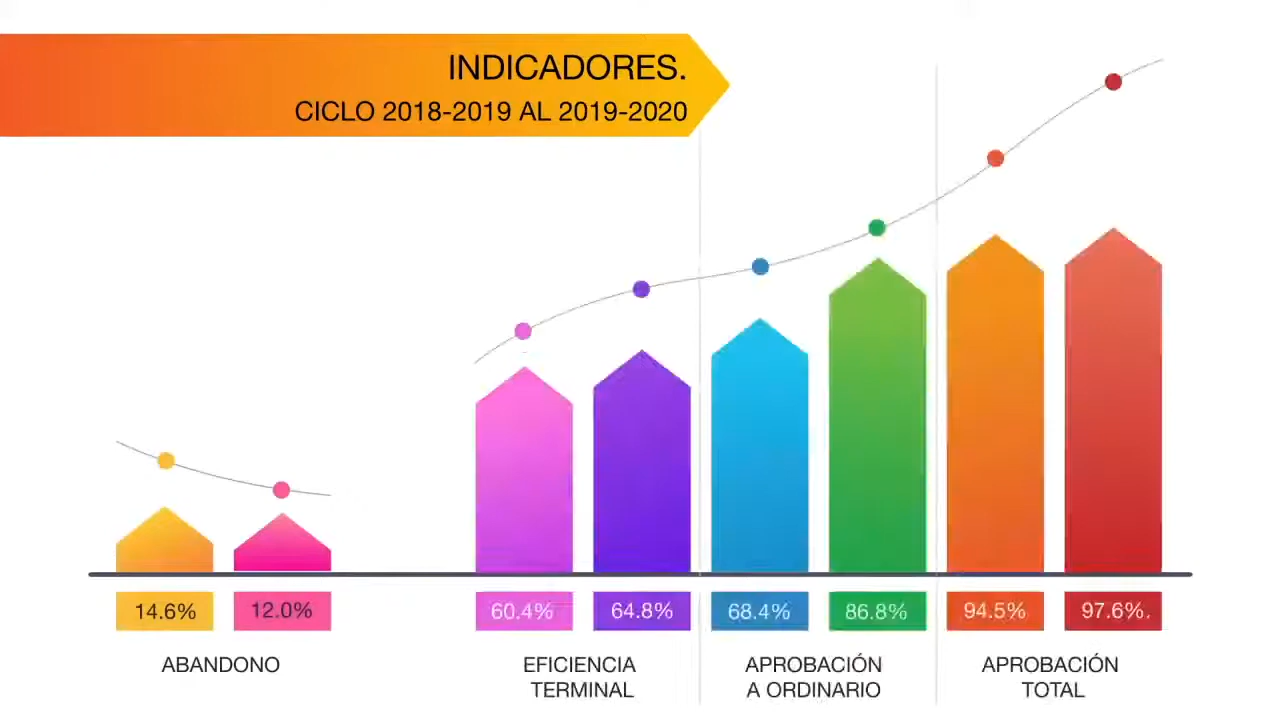 INDICADORES.
CICLO 2018-2019 AL 2019-2020
14.6% 12.0% 60.4% 64.8% 68.4% 86.8% 94.5% 97.6%.
ABANDONO
EFICIENCIA
TERMINAL
APROBACIÓN
A ORDINARIO
APROBACIÓN
TOTAL